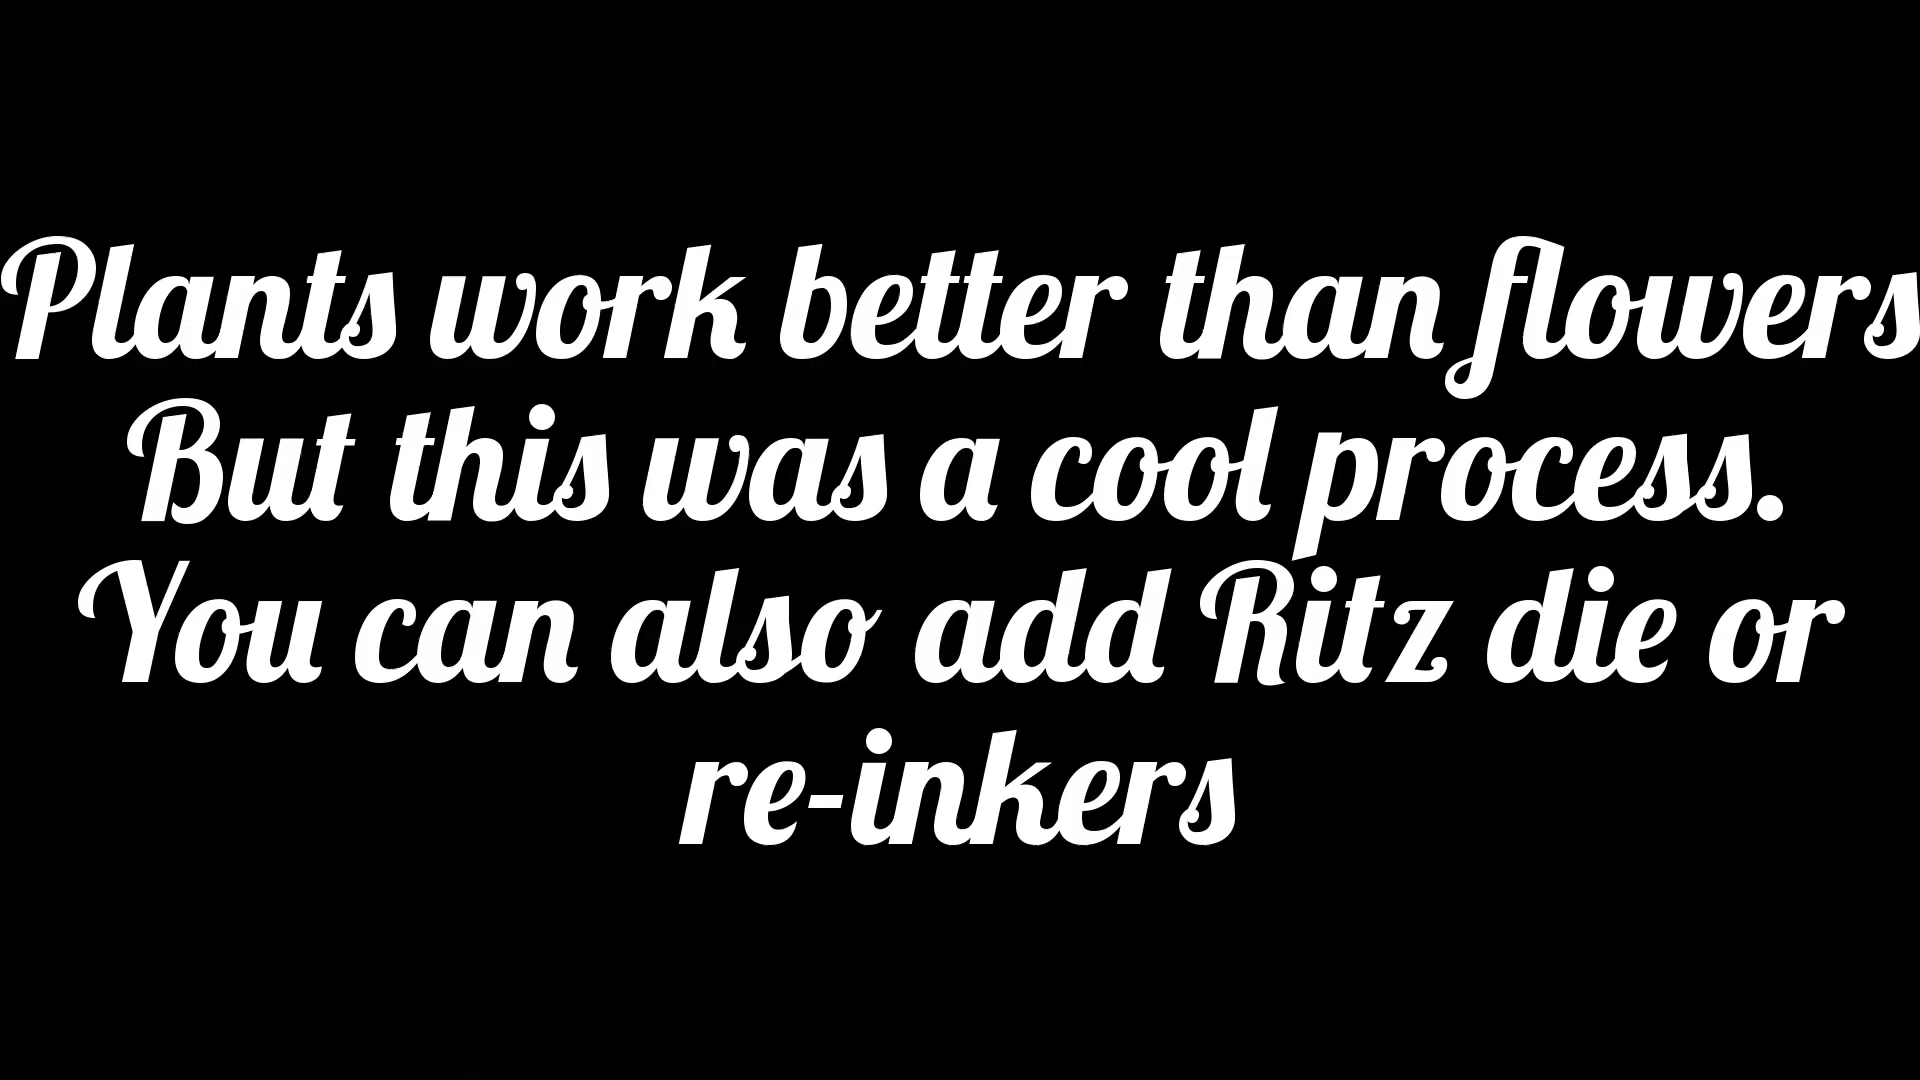 Plants work better than flowers
But this was a cool process.
You can also add Ritz die or
re-inkers